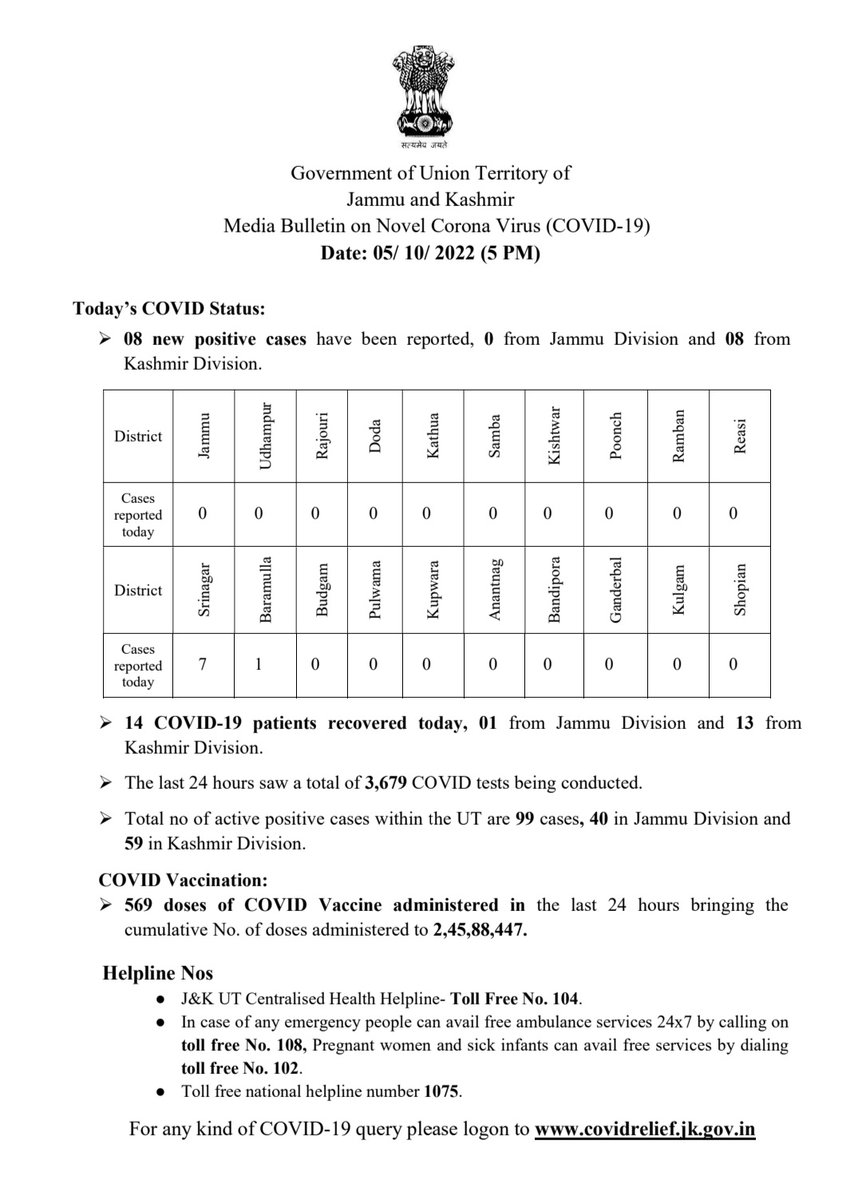 सत्यमेव जयते
Government of Union Territory of
Jammu and Kashmir
Media Bulletin on Novel Corona Virus (COVID-19)
Date: 05/ 10/ 2022 (5 PM)
Today’s COVID Status:
➢ 08 new positive cases have been reported, 0 from Jammu Division and 08 from
Kashmir Division.
District Jammu Udhampur Rajouri Doda Kathua Samba Kishtwar Poonch Ramban Reasi
Cases
reported
today
0 0 0 0 0 0 0 0 0 0
District Srinagar Baramulla Budgam Pulwama Kupwara Anantnag Bandipora Ganderbal Kulgam Shopian
Cases
reported
today
7 1 0 0 0 0 0 0 0 0
➢ 14 COVID-19 patients recovered today, 01 from Jammu Division and 13 from
Kashmir Division.
➢ The last 24 hours saw a total of 3,679 COVID tests being conducted.
➢ Total no of active positive cases within the UT are 99 cases, 40 in Jammu Division and
59 in Kashmir Division.
COVID Vaccination:
➢ 569 doses of COVID Vaccine administered in the last 24 hours bringing the
cumulative No. of doses administered to 2,45,88,447.
Helpline Nos
● J&K UT Centralised Health Helpline- Toll Free No. 104.
● In case of any emergency people can avail free ambulance services 24x7 by calling on
toll free No. 108, Pregnant women and sick infants can avail free services by dialing
toll free No. 102.
● Toll free national helpline number 1075.
For any kind of COVID-19 query please logon to www.covidrelief.jk.gov.in